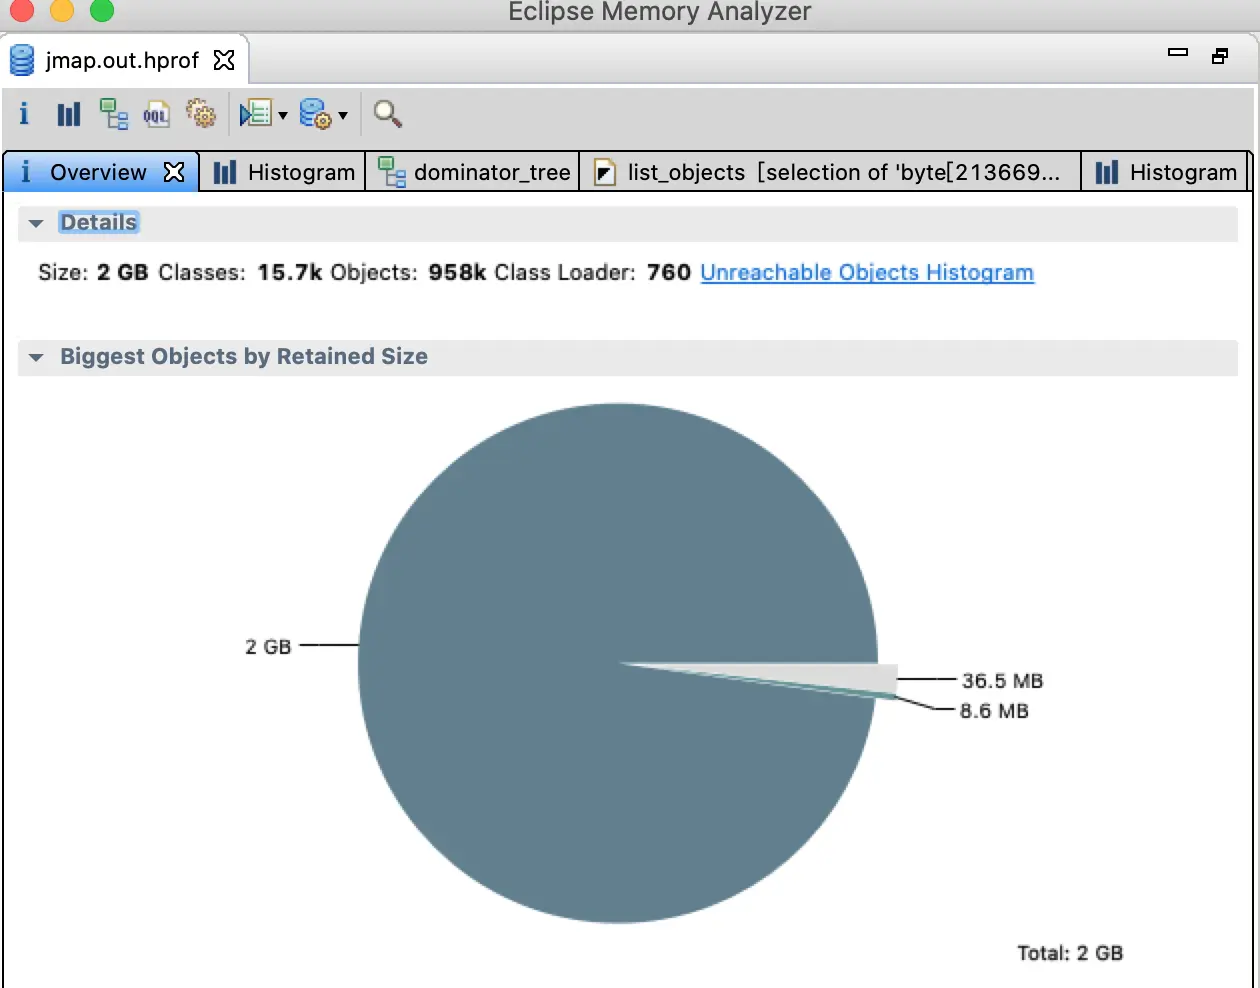 Eclipse Memory Analyzer
jmap.out.hprof
i OQL
i Overview Histogram dominator_tree list_objects [selection of 'byte[213669... Histogram
Details
Size: 2 GB Classes: 15.7k Objects: 958k Class Loader: 760 Unreachable Objects Histogram
Biggest Objects by Retained Size
2 GB
36.5 MB
8.6 MB
Total: 2 GB